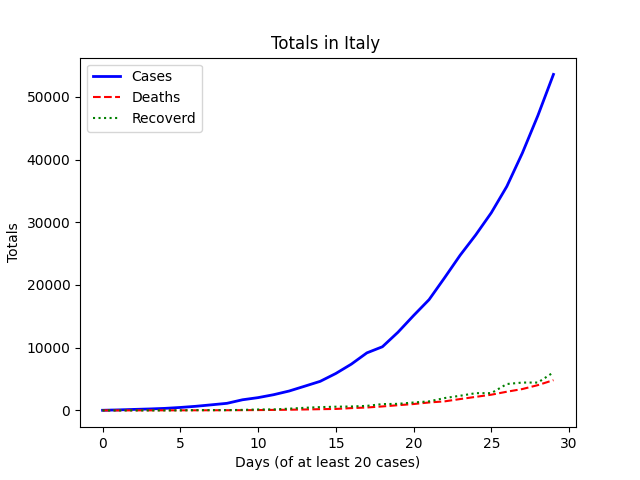 Totals in Italy
Cases
Deaths
Recoverd
Totals
50000
40000
30000
20000
10000
0
0 5 10 15 20 25 30
Days (of at least 20 cases)